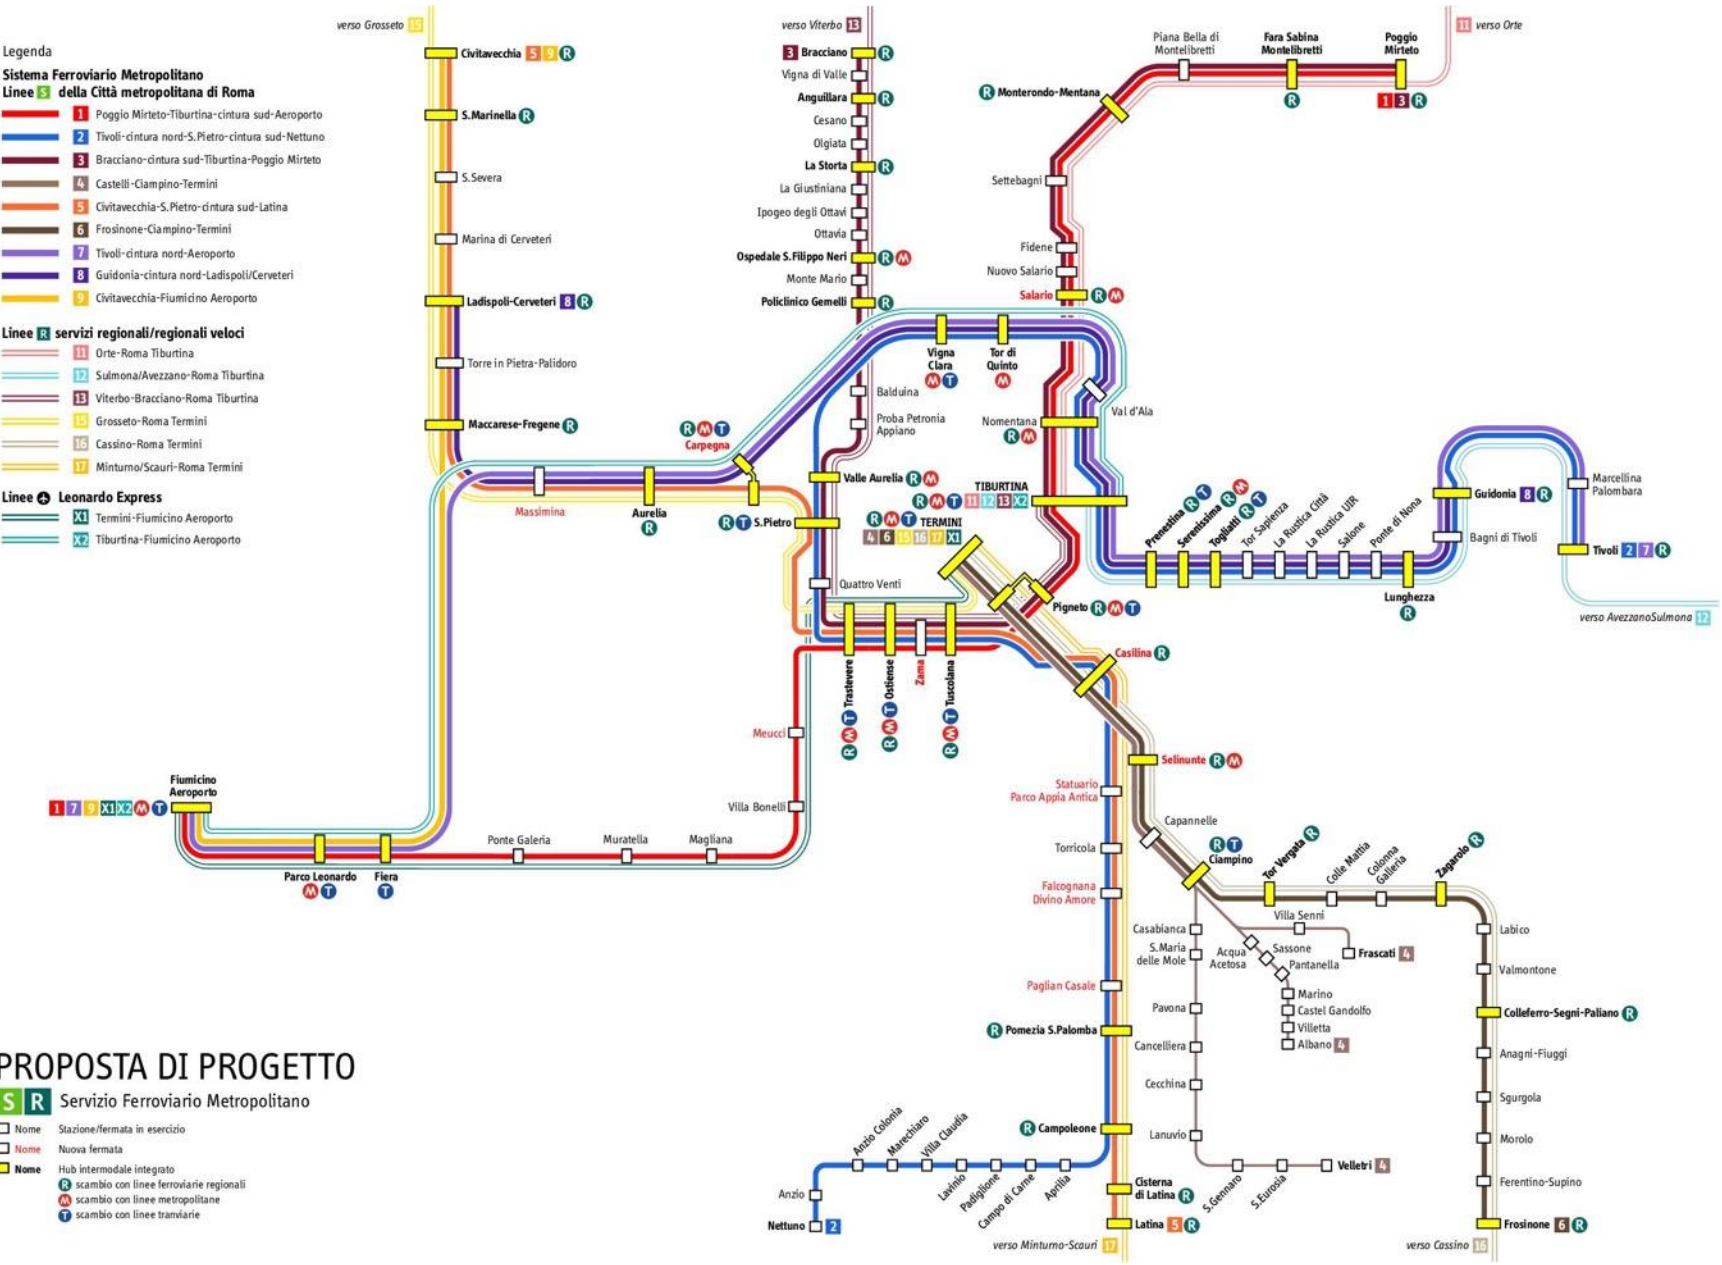 Legenda
Sistema Ferroviario Metropolitano
Linee S della Città metropolitana di Roma
1 Poggio Mirteto-Tiburtina-cintura sud-Aeroporto
2 Tivoli-cintura nord-S.Pietro-cintura sud-Nettuno
3 Bracciano-cintura sud-Tiburtina-Poggio Mirteto
4 Castelli-Ciampino-Termini
5 Civitavecchia-S.Pietro-cintura sud-Latina
6 Frosinone-Ciampino-Termini
7 Tivoli-cintura nord-Aeroporto
8 Guidonia-cintura nord-Ladispoli/Cerveteri
9 Civitavecchia-Fiumicino Aeroporto
Linee R servizi regionali/regionali veloci
11 Orte-Roma Tiburtina
12 Sulmona/Avezzano-Roma Tiburtina
13 Viterbo-Bracciano-Roma Tiburtina
15 Grosseto-Roma Termini
16 Cassino-Roma Termini
17 Minturno/Scauri-Roma Termini
Linee Leonardo Express
X1 Termini-Fiumicino Aeroporto
X2 Tiburtina-Fiumicino Aeroporto
verso Grosseto 15
Civitavecchia 5 9 R
S.Marinella R
S.Severa
Marina di Cerveteri
Ladispoli-Cerveteri 8 R
Torre in Pietra-Palidoro
Maccarese-Fregene R
Massimina
Aurelia
R
R M T
Carpegna
R T S.Pietro
verso Viterbo 13
3 Bracciano R
Vigna di Valle
Anguillara R
Cesano
Olgiata
La Storta R
La Giustiniana
Ipogeo degli Ottavi
Ottavia
Ospedale S.Filippo Neri R M
Monte Mario
Policlinico Gemelli R
Balduina
Proba Petronia
Appiano
Valle Aurelia R M
Quattro Venti
Vigna
Clara
M T
Tor di
Quinto
M
11 verso Orte
Poggio
Mirteto
1 3 R
Fara Sabina
Montelibretti
R
Piana Bella di
Montelibretti
R Monterondo-Mentana
Settebagni
Fidene
Nuovo Salario
Salario R M
Nomentana
R M
Val d'Ala
TIBURTINA
R M T 11 12 13 X2
R M T TERMINI
4 6 15 16 17 X1
Pigneto R M T
Prenestina R T
Serenissima R M
Togliatti R T
Tor Sapienza
La Rustica Città
La Rustica UIR
Salone
Ponte di Nona
Lunghezza
R
Guidonia 8 R
Bagni di Tivoli
Marcellina
Palombara
Tivoli 2 7 R
verso AvezzanoSulmona 12
R M T Trastevere
R M T Ostiense
Zama
R M T Tuscolana
Casilina R
Meucci
Villa Bonelli
Magliana
Muratella
Ponte Galeria
Fiera
T
Parco Leonardo
M T
Fiumicino
Aeroporto
1 7 9 X1 X2 M T
Selinunte R M
Statuario
Parco Appia Antica
Torricola
Falcognana
Divino Amore
Paglian Casale
R Pomezia S.Palomba
R Campoleone
Cisterna
di Latina R
Latina 5 R
verso Minturno-Scauri 17
Aprilia
Campo di Carne
Padiglione
Lavinio
Villa Claudia
Marechiaro
Anzio Colonia
Anzio
Nettuno 2
Capannelle
R T
Ciampino
Tor Vergata R
Colle Mattia
Colonna
Galleria
Zagarolo R
Labico
Valmontone
Colleferro-Segni-Paliano R
Anagni-Fiuggi
Sgurgola
Morolo
Ferentino-Supino
Frosinone 6 R
verso Cassino 16
Villa Senni
Frascati 4
Acqua
Acetosa
Sassone
Pantanella
Marino
Castel Gandolfo
Villetta
Albano 4
Casabianca
S.Maria
delle Mole
Pavona
Cancelliera
Cecchina
Lanuvio
S.Gennaro
S.Eurosia
Velletri 4
PROPOSTA DI PROGETTO
S R Servizio Ferroviario Metropolitano
Nome Stazione/fermata in esercizio
Nome Nuova fermata
Nome Hub intermodale integrato
R scambio con linee ferroviarie regionali
M scambio con linee metropolitane
T scambio con linee tranviarie